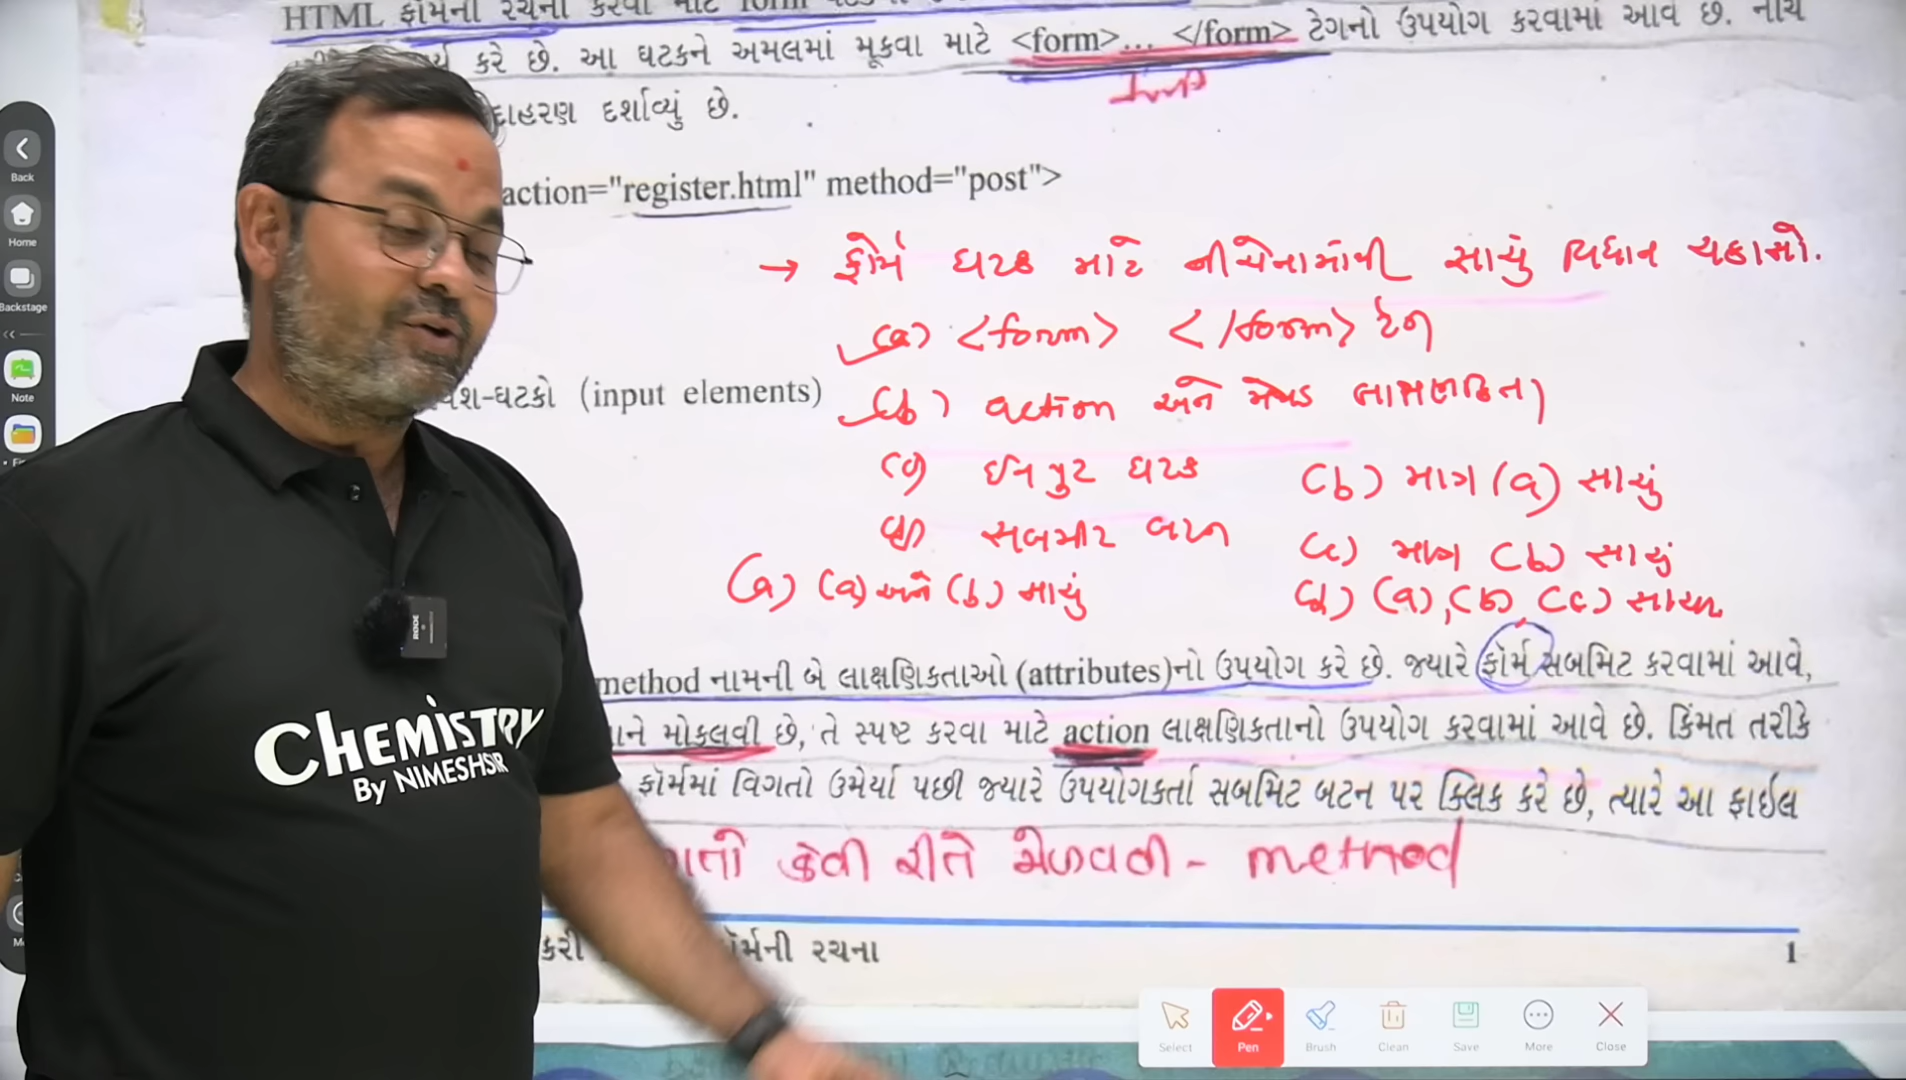 HTML ફોર્મની રચના કરવા માટે form
કરે છે. આ ઘટકને અમલમાં મૂકવા માટે <form>... </form> ટેગનો ઉપયોગ કરવામાં આવે છે. નીચે
દાહરણ દર્શાવ્યું છે.
action="register.html" method="post">
→ ફોર્મ ઘટક માટે નીચેનામાંથી સાચું વિધાન ચકાસો.
(a) <form> </form> ટેગ
વેશ-ઘટકો (input elements)
(b) action અને મેથડ
(c) ઈનપુટ ઘટક
(b) માત્ર (a) સાચું
(d) સબમીટ બટન
(c) માત્ર (b) સાચું
(a) (a) અને (b) સાચું
(d) (a), (b) (c) સાચા
method નામની બે લાક્ષણિકતાઓ (attributes)નો ઉપયોગ કરે છે. જ્યારે ફૉર્મ સબમિટ કરવામાં આવે,
ાને મોકલવી છે, તે સ્પષ્ટ કરવા માટે action લાક્ષણિકતાનો ઉપયોગ કરવામાં આવે છે. કિંમત તરીકે
ફૉર્મમાં વિગતો ઉમેર્યા પછી જ્યારે ઉપયોગકર્તા સબમિટ બટન પર ક્લિક કરે છે, ત્યારે આ ફાઇલ
ગતો કેવી રીતે મેળવવી - method
કરી
ૉર્મની રચના
1
Back
Home
Backstage
Note
CHEMISTRY
By NIMESHSIR
RODE
Select
Pen
Brush
Clean
Save
More
Close